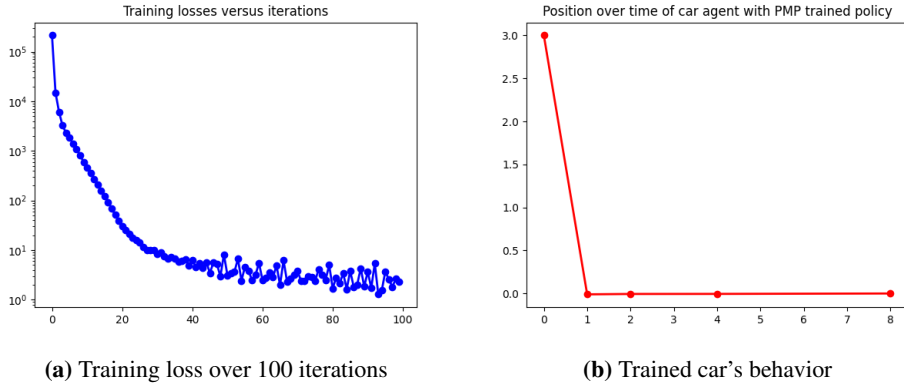 Training losses versus iterations
10^5
10^4
10^3
10^2
10^1
10^0
0 20 40 60 80 100
(a) Training loss over 100 iterations
Position over time of car agent with PMP trained policy
3.0
2.5
2.0
1.5
1.0
0.5
0.0
0 1 2 3 4 5 6 7 8
(b) Trained car's behavior